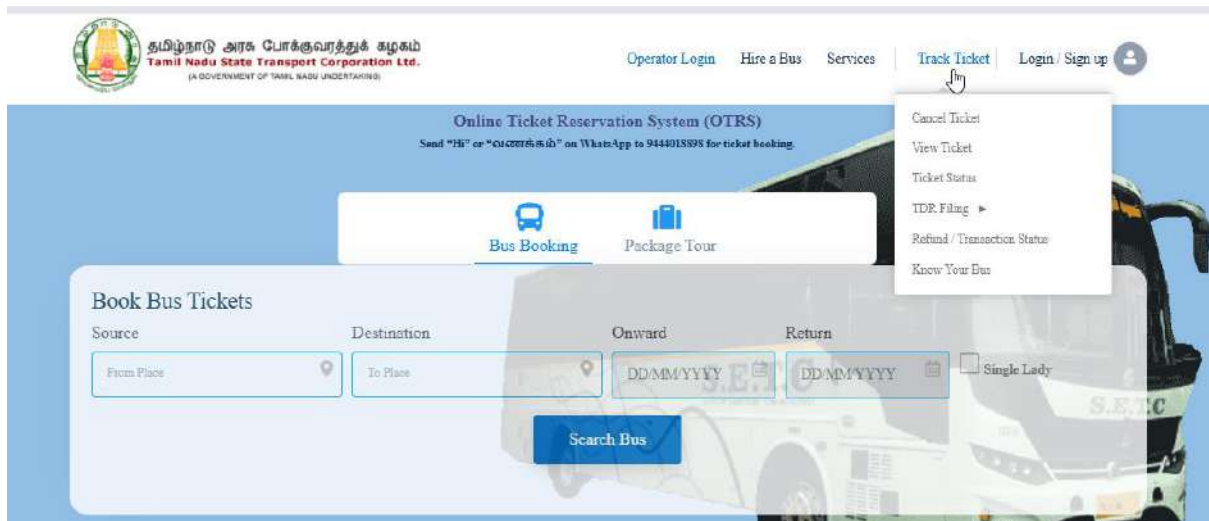 தமிழ்நாடு அரசு போக்குவரத்துக் கழகம்
Tamil Nadu State Transport Corporation Ltd.
(A GOVERNMENT OF TAMIL NADU UNDERTAKING)
Operator Login Hire a Bus Services Track Ticket Login / Sign up
Cancel Ticket
View Ticket
Ticket Status
TDR Filing ►
Refund / Transaction Status
Know Your Bus
Online Ticket Reservation System (OTRS)
Send "Hi" or "வணக்கம்" on WhatsApp to 9444018898 for ticket booking.
Bus Booking Package Tour
Book Bus Tickets
Source Destination Onward Return
From Place To Place DD/MM/YYYY DD/MM/YYYY Single Lady
S.E.T.C
S.E.T.C
Search Bus